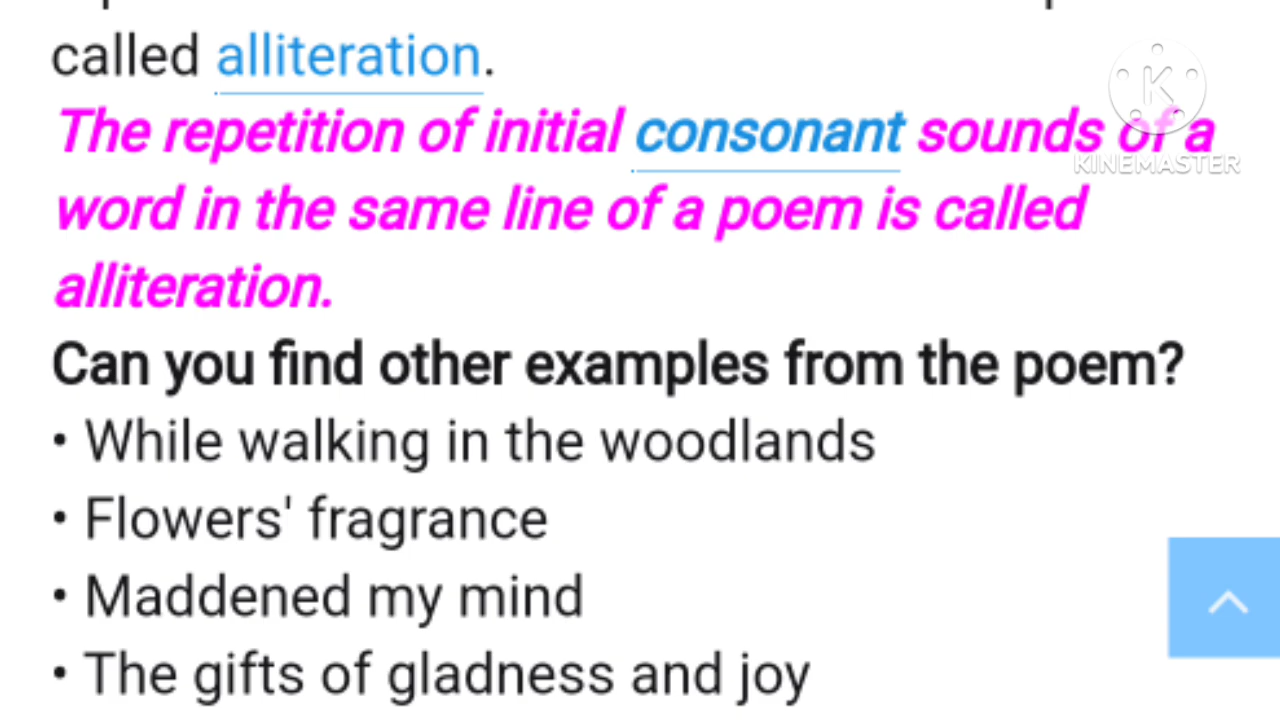 called alliteration.
The repetition of initial consonant sounds of a
word in the same line of a poem is called
alliteration.
Can you find other examples from the poem?
• While walking in the woodlands
• Flowers' fragrance
• Maddened my mind
• The gifts of gladness and joy
K
KINEMASTER